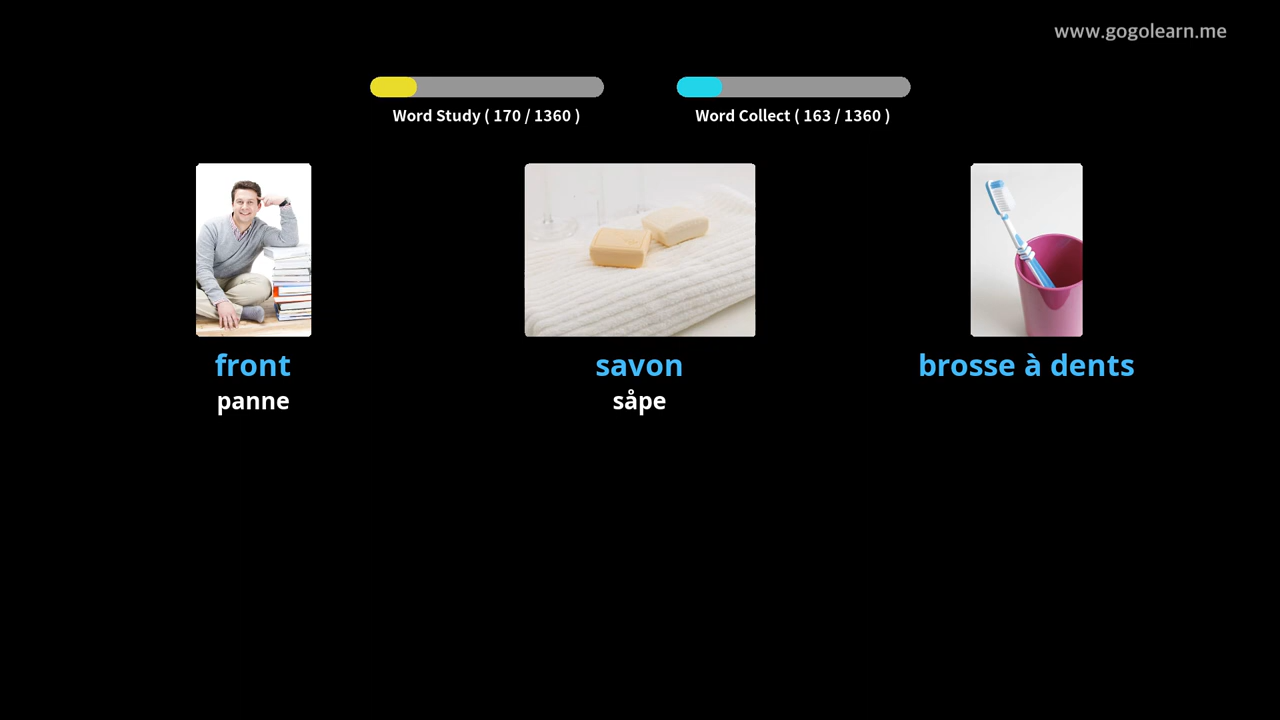 www.gogolearn.me
Word Study ( 170 / 1360 )
Word Collect ( 163 / 1360 )
front
panne
savon
såpe
brosse à dents